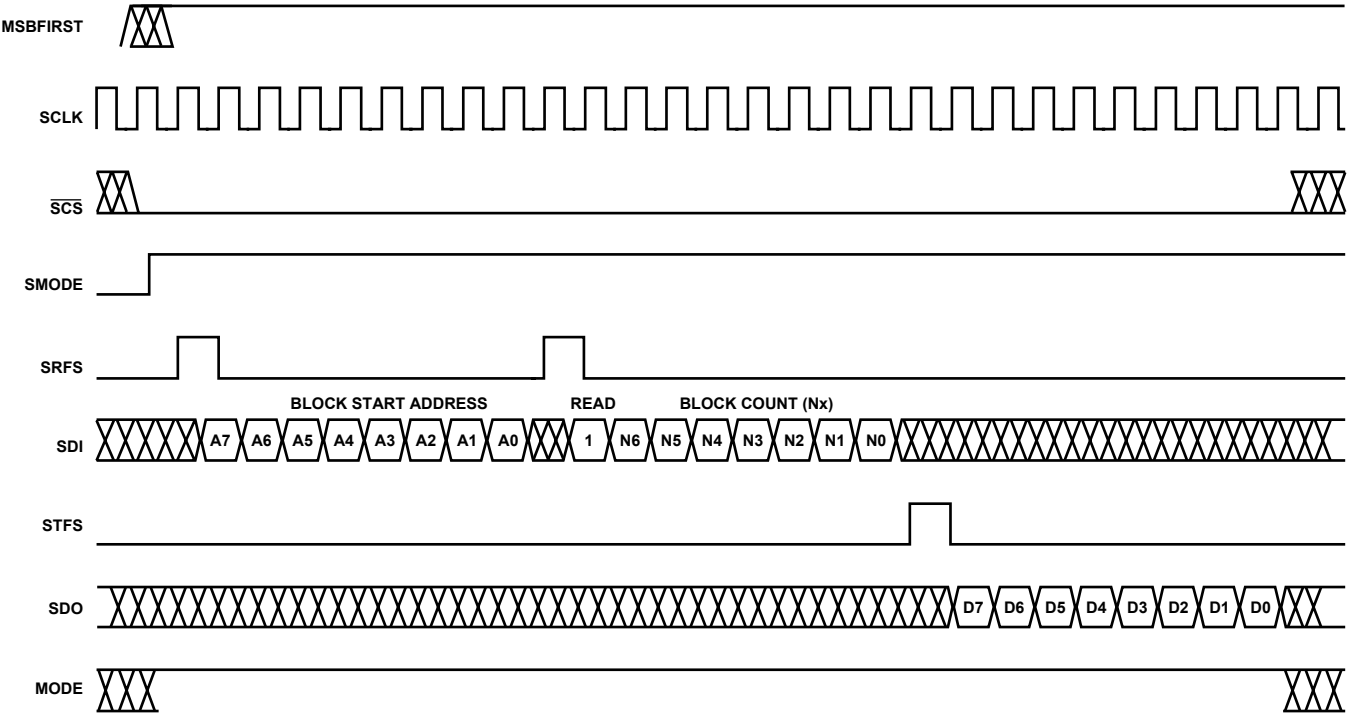 MSBFIRST
SCLK
SCS
SMODE
SRFS
BLOCK START ADDRESS READ BLOCK COUNT (Nx)
SDI A7 A6 A5 A4 A3 A2 A1 A0 1 N6 N5 N4 N3 N2 N1 N0
STFS
SDO D7 D6 D5 D4 D3 D2 D1 D0
MODE